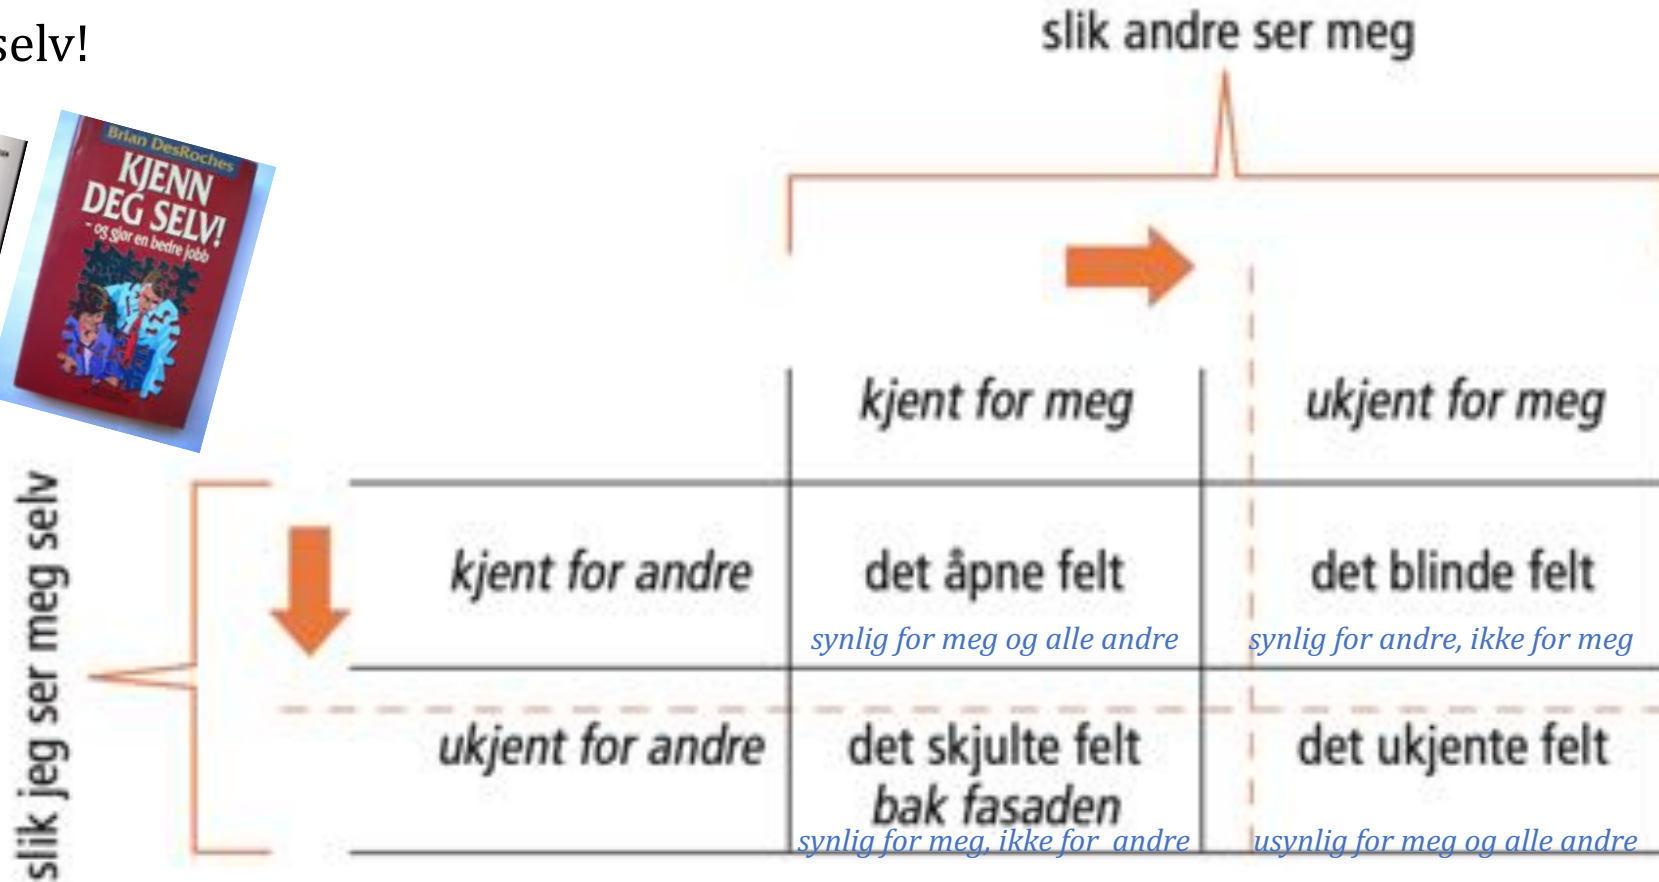 selv!
slik andre ser meg
Brian DesRoches
KJENN
DEG SELV!
- og gjør en bedre jobb
kjent for meg
ukjent for meg
slik jeg ser meg selv
kjent for andre
det åpne felt
det blinde felt
synlig for meg og alle andre
synlig for andre, ikke for meg
ukjent for andre
det skjulte felt
bak fasaden
det ukjente felt
synlig for meg, ikke for andre
usynlig for meg og alle andre